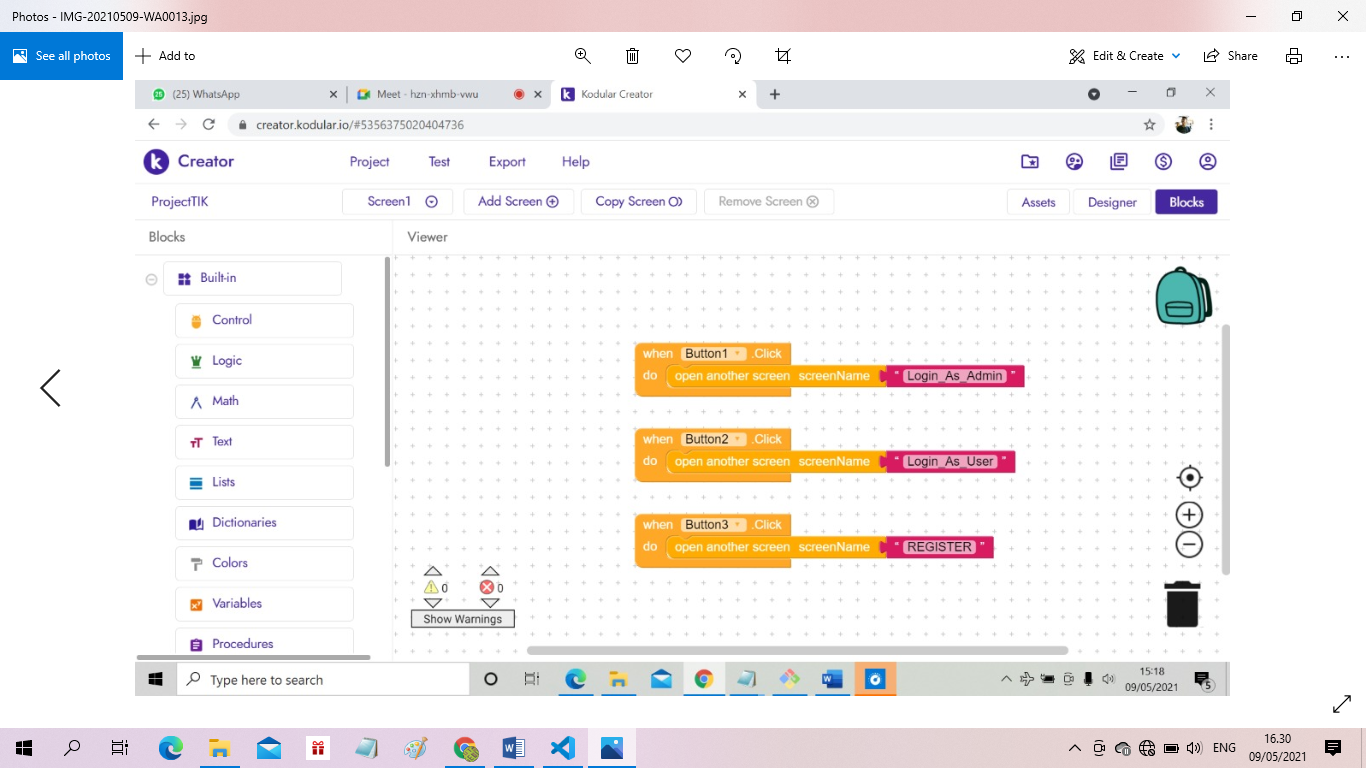 Photos - IMG-20210509-WA0013.jpg
See all photos
Add to
Edit & Create
Share
(25) WhatsApp
Meet - hzn-xhmb-vwu
Kodular Creator
creator.kodular.io/#5356375020404736
Creator
Project
Test
Export
Help
ProjectTIK
Screen1
Add Screen
Copy Screen
Remove Screen
Assets
Designer
Blocks
Blocks
Viewer
Built-in
Control
Logic
Math
Text
Lists
Dictionaries
Colors
Variables
Procedures
when Button1 .Click
do open another screen screenName " Login_As_Admin "
when Button2 .Click
do open another screen screenName " Login_As_User "
when Button3 .Click
do open another screen screenName " REGISTER "
0
0
Show Warnings
Type here to search
15:18
09/05/2021
5
ENG
16.30
09/05/2021